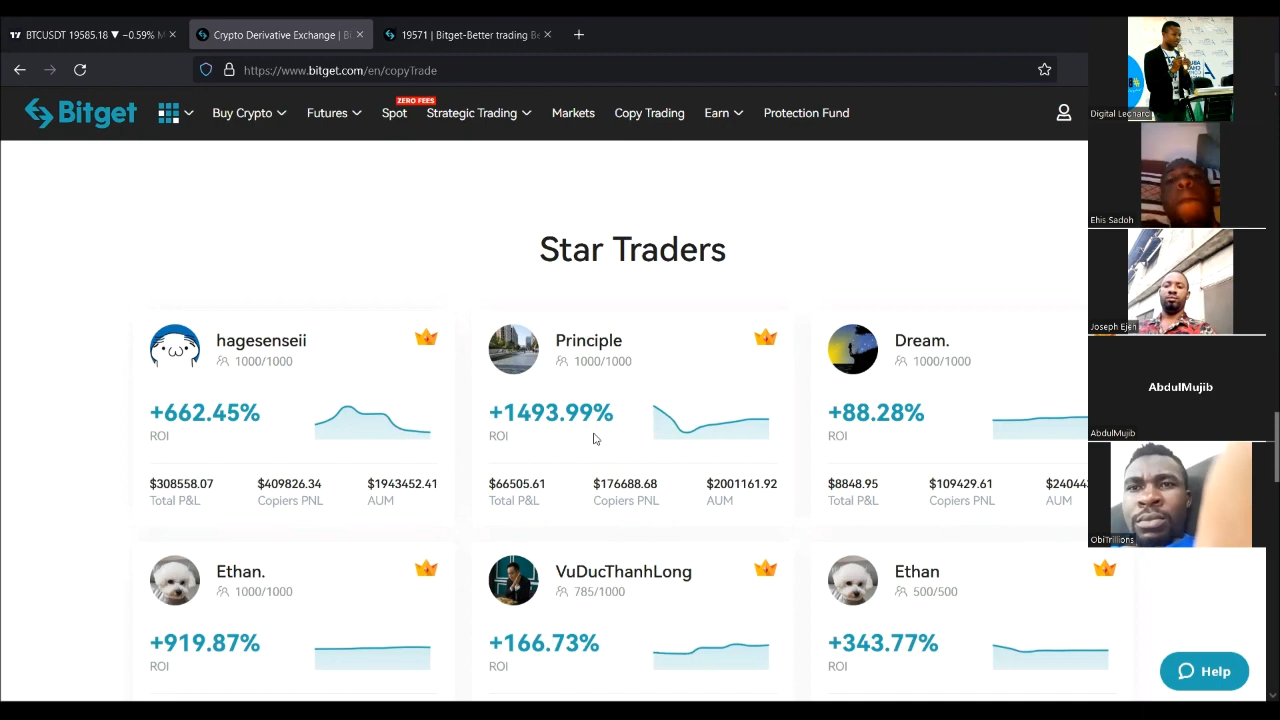 BTCUSDT 19585.18 ▼ −0.59%
Crypto Derivative Exchange | Bi
19571 | Bitget Better Trading Be
https://www.bitget.com/en/copyTrade
Bitget
Buy Crypto
Futures
Spot
ZERO FEES
Strategic Trading
Markets
Copy Trading
Earn
Protection Fund
Star Traders
hagesenseii
1000/1000
+662.45%
ROI
$308558.07 $409826.34 $1943452.41
Total P&L Copiers PNL AUM
Principle
1000/1000
+1493.99%
ROI
$66505.61 $176688.68 $2001161.92
Total P&L Copiers PNL AUM
Dream.
1000/1000
+88.28%
ROI
$8848.95 $109429.61 $24044
Total P&L Copiers PNL AUM
Ethan.
1000/1000
+919.87%
ROI
VuDucThanhLong
785/1000
+166.73%
ROI
Ethan
500/500
+343.77%
ROI
Help
Digital Leonard
Ehis Sadoh
Joseph Ejeh
AbdulMujib
AbdulMujib
ObiTrillions